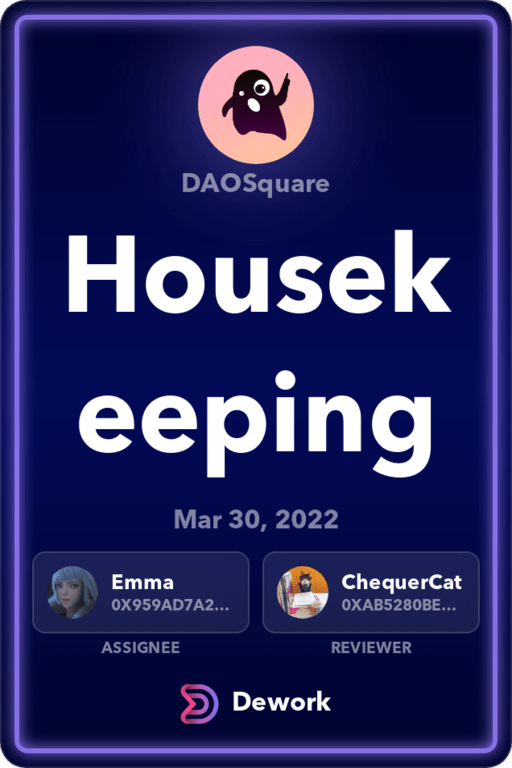 DAOSquare
Housek
eeping
Mar 30, 2022
Emma
0X959AD7A2...
ASSIGNEE
ChequerCat
0XAB5280BE...
REVIEWER
Dework